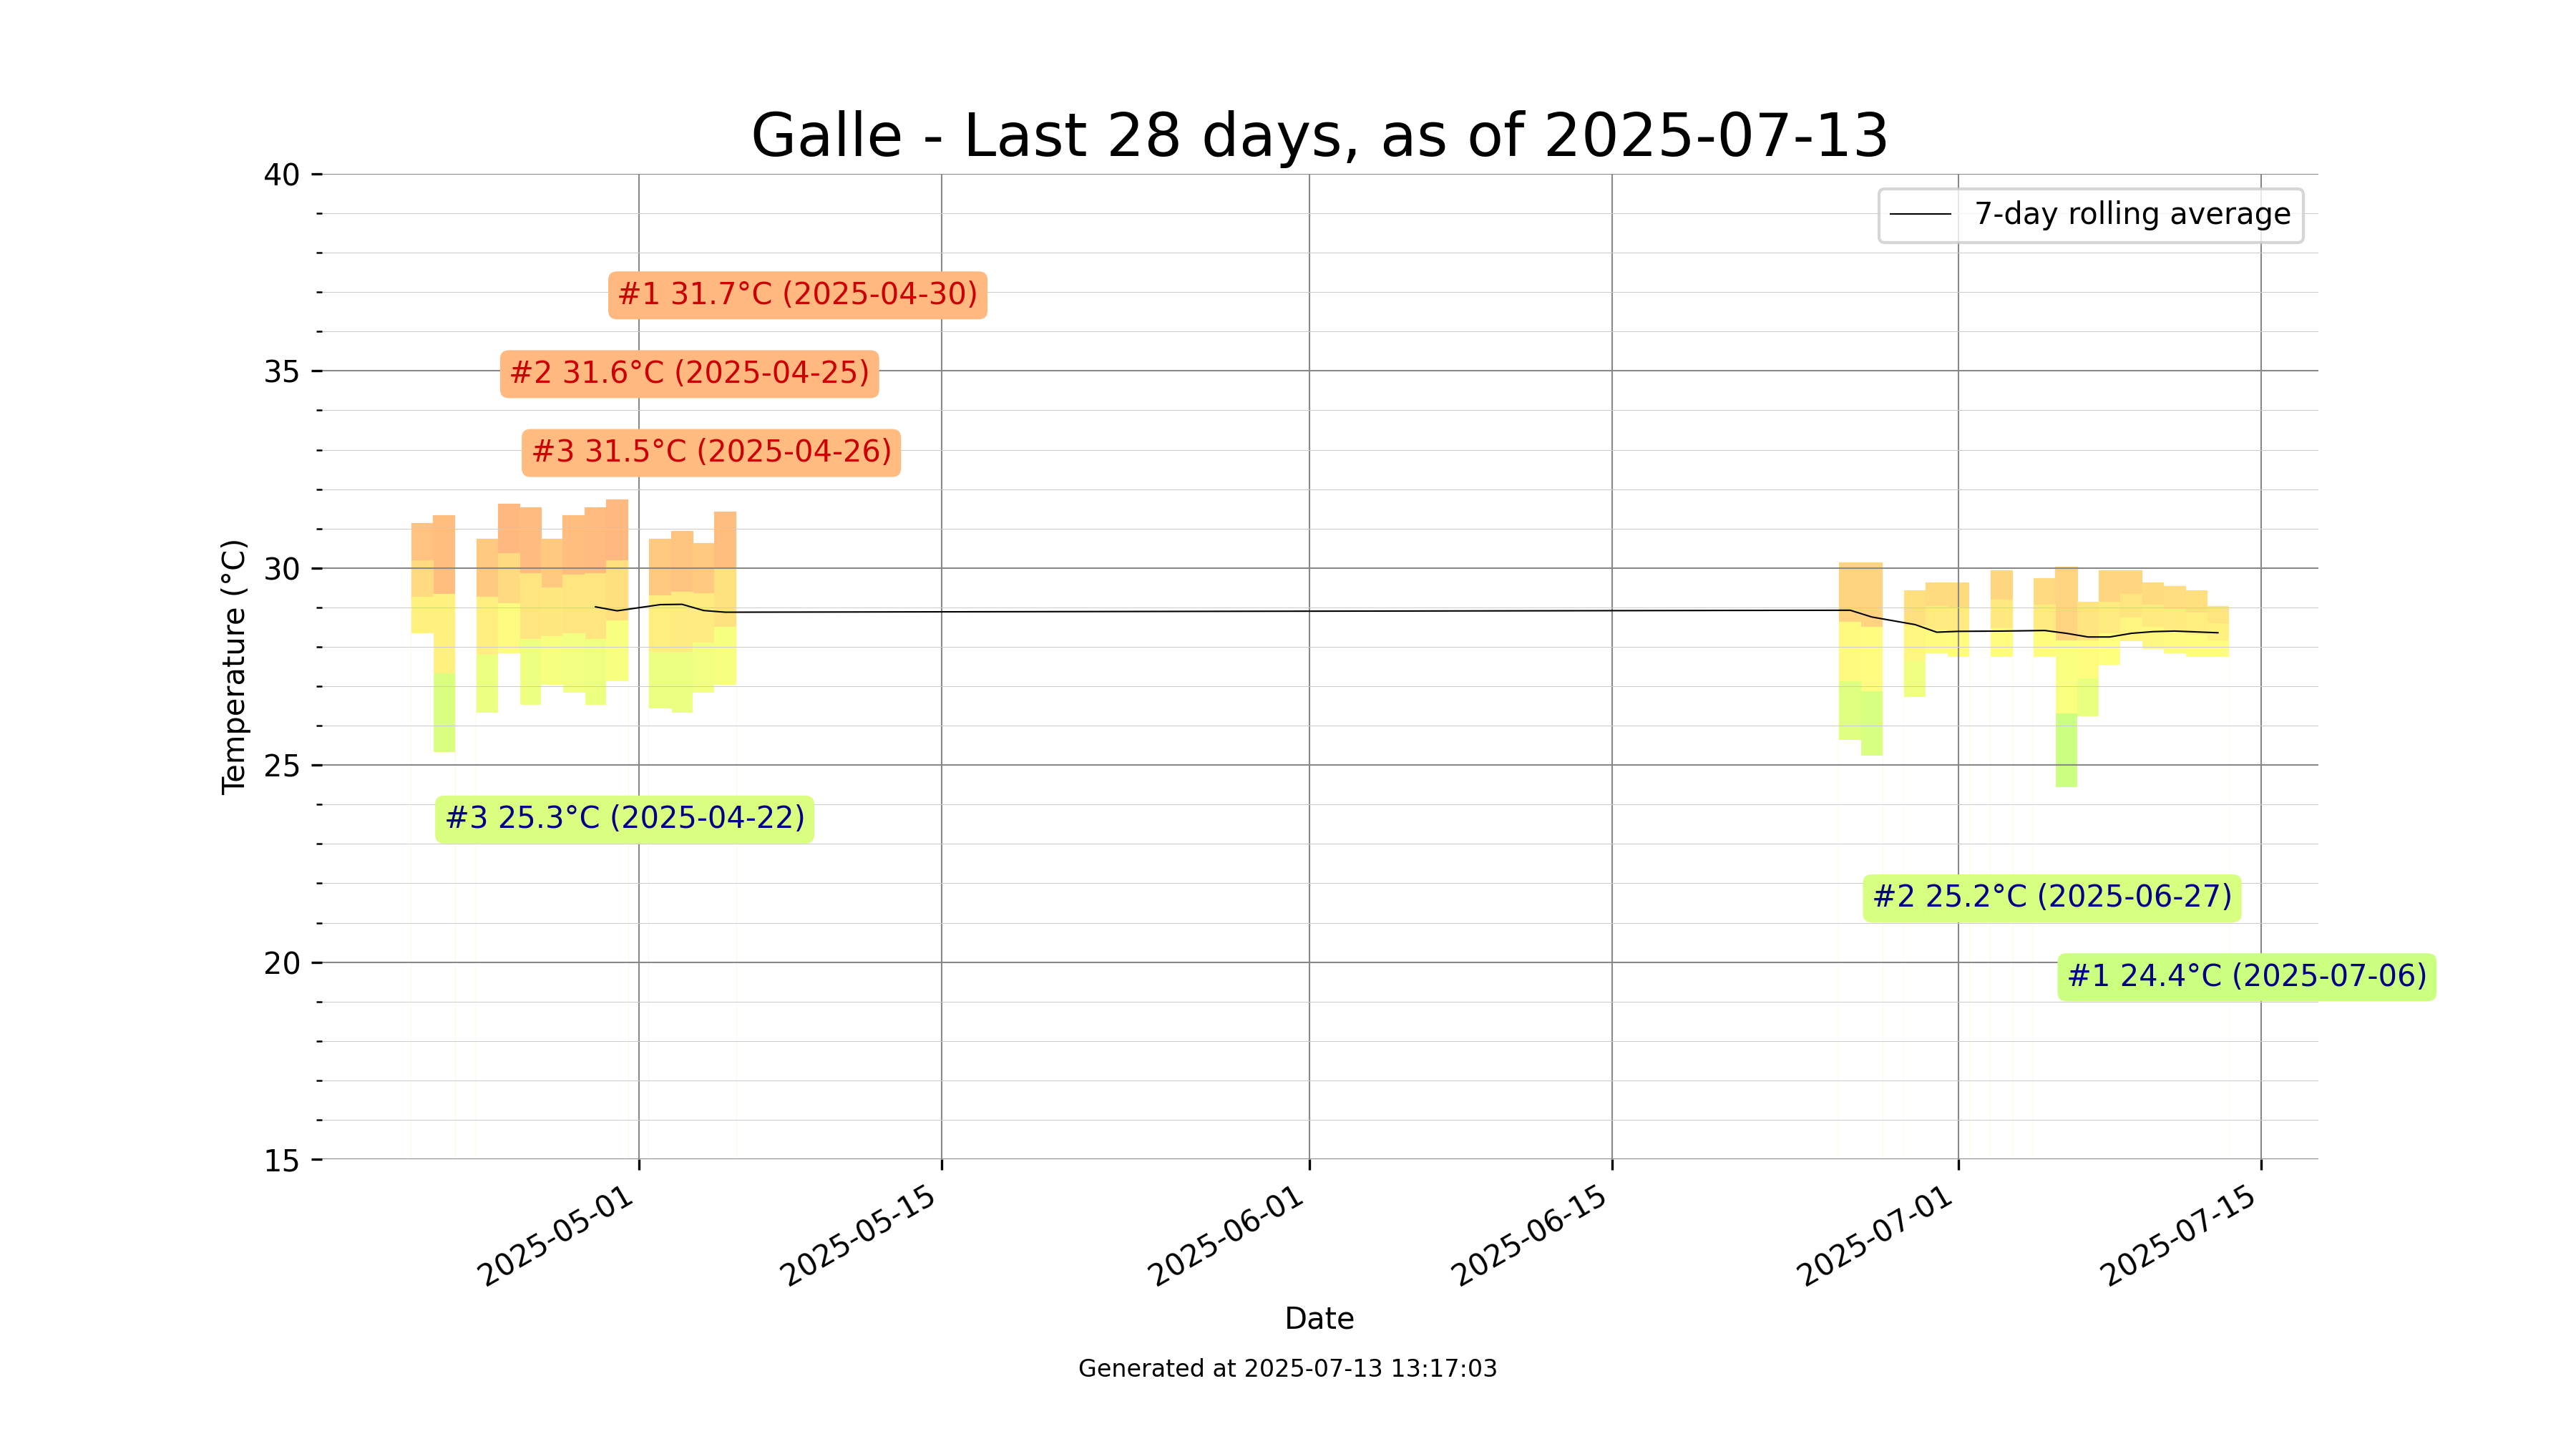 Galle - Last 28 days, as of 2025-07-13
40
35
30
25
20
15
Temperature (°C)
7-day rolling average
#1 31.7°C (2025-04-30)
#2 31.6°C (2025-04-25)
#3 31.5°C (2025-04-26)
#3 25.3°C (2025-04-22)
#2 25.2°C (2025-06-27)
#1 24.4°C (2025-07-06)
2025-05-01
2025-05-15
2025-06-01
2025-06-15
2025-07-01
2025-07-15
Date
Generated at 2025-07-13 13:17:03